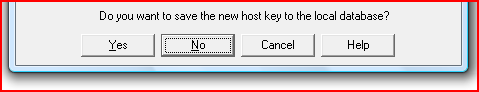 Do you want to save the new host key to the local database?
Yes No Cancel Help